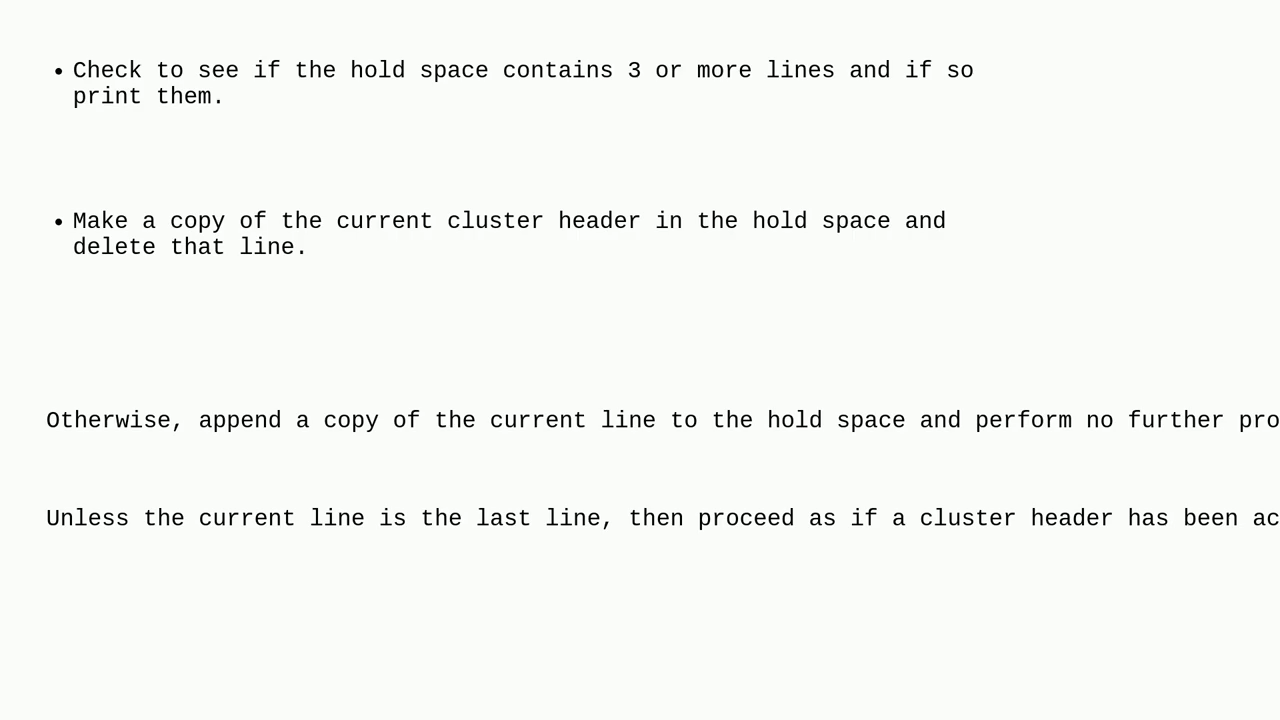 • Check to see if the hold space contains 3 or more lines and if so
print them.
• Make a copy of the current cluster header in the hold space and
delete that line.
Otherwise, append a copy of the current line to the hold space and perform no further pro
Unless the current line is the last line, then proceed as if a cluster header has been ac